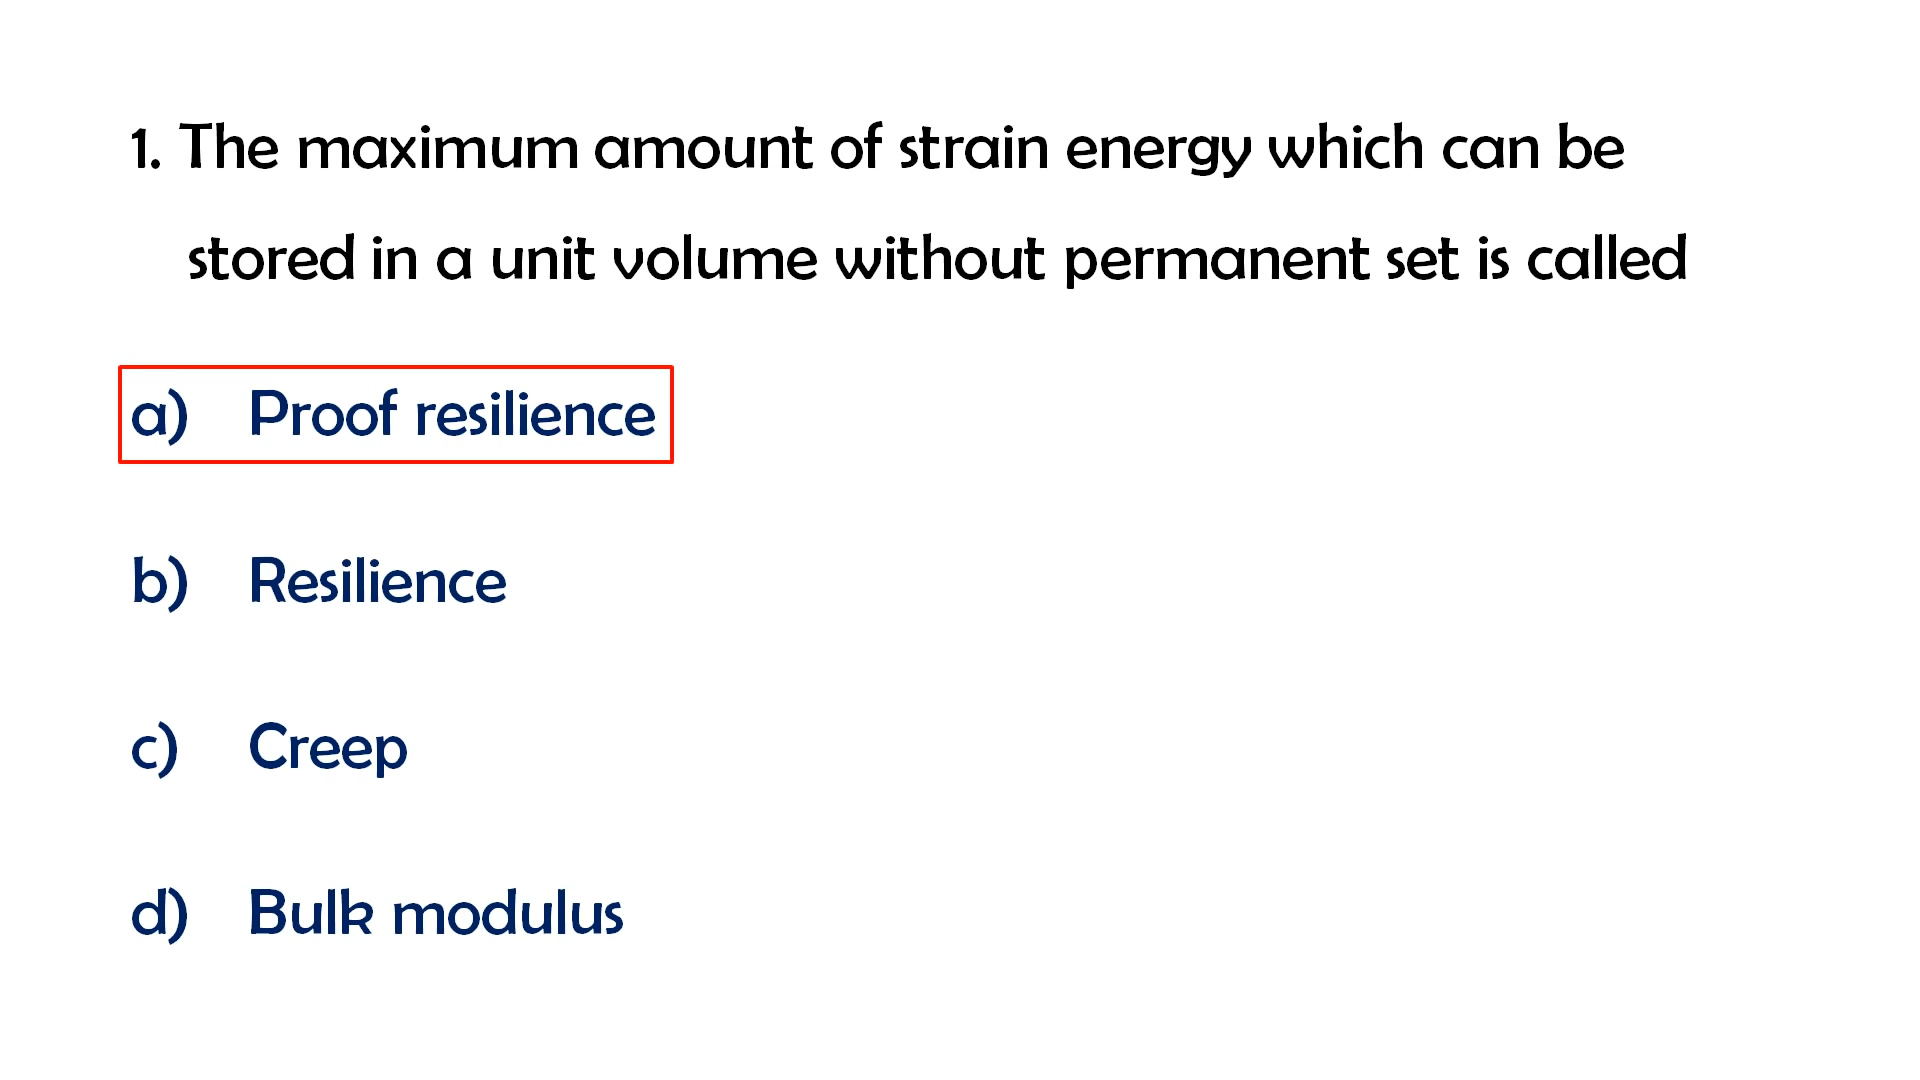 1. The maximum amount of strain energy which can be
stored in a unit volume without permanent set is called
a) Proof resilience
b) Resilience
c) Creep
d) Bulk modulus